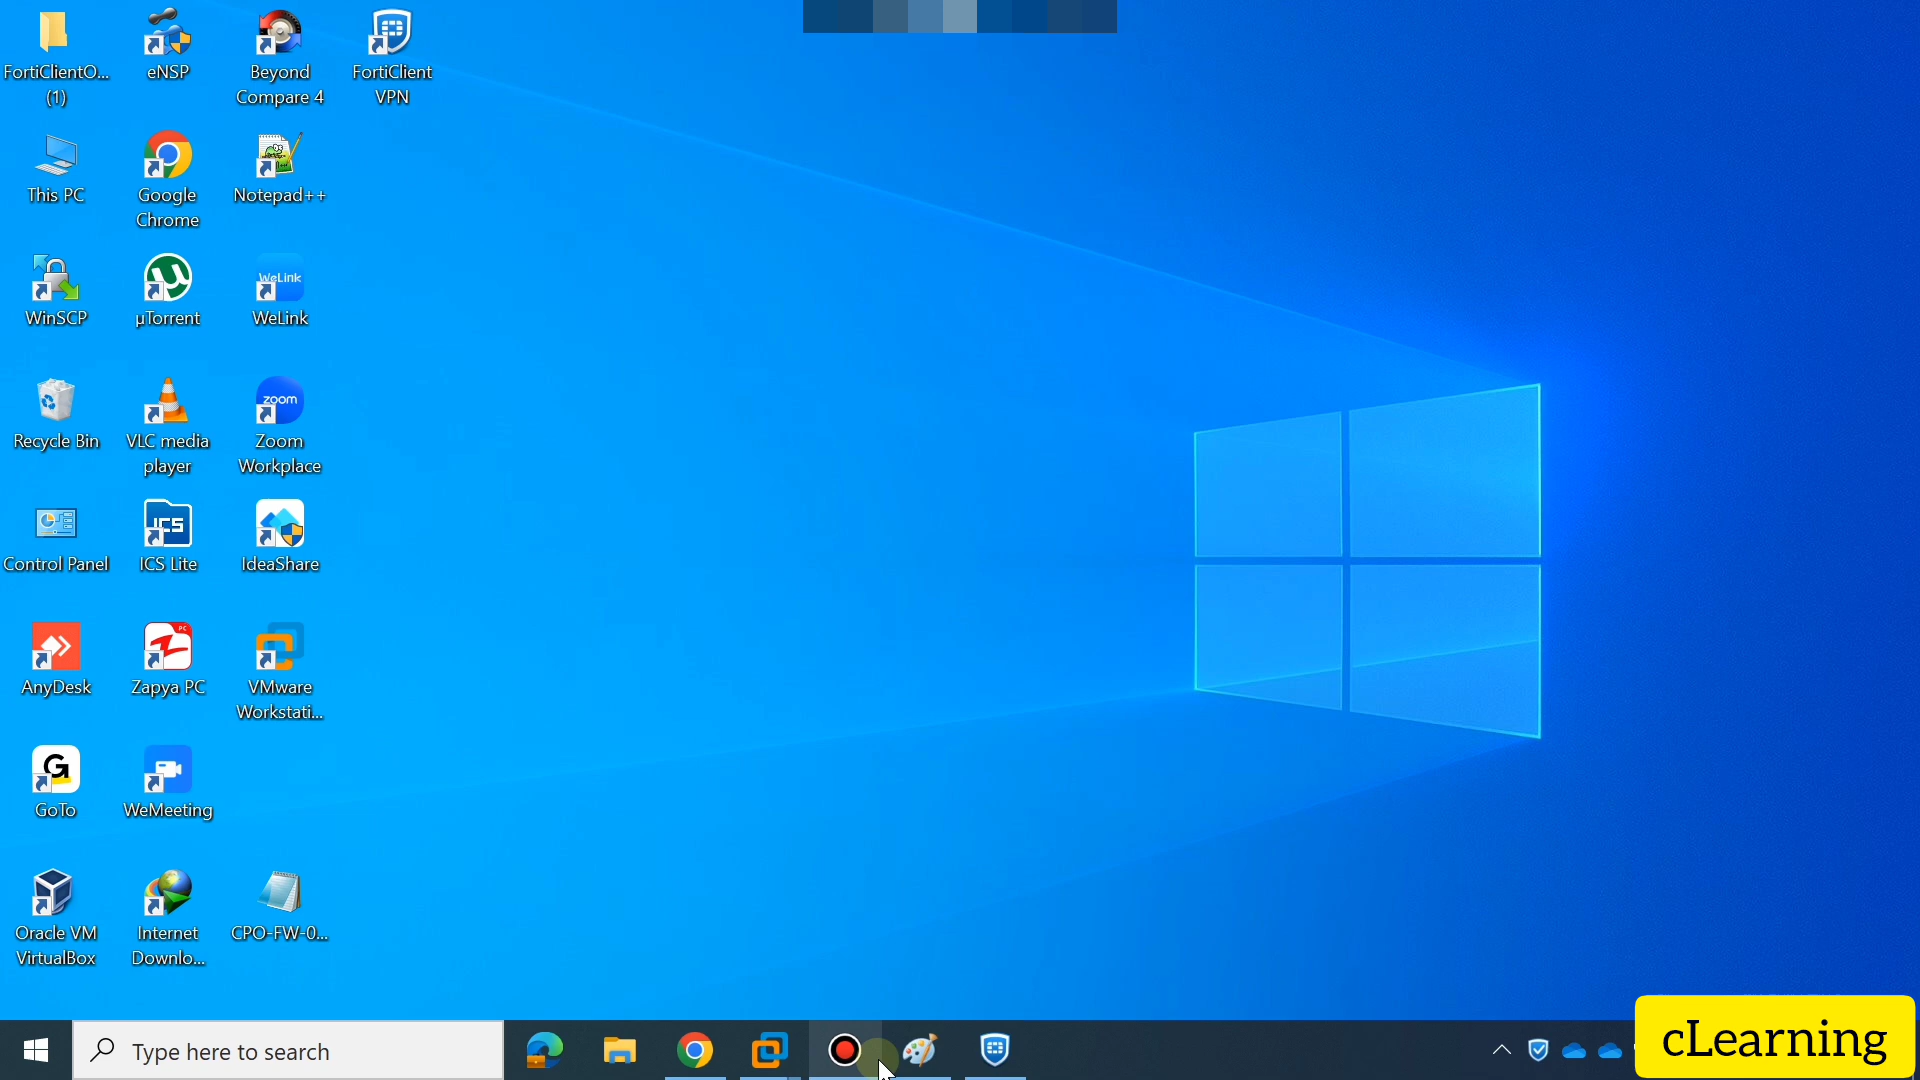 FortiClientO...
(1)
eNSP
Beyond
Compare 4
FortiClient
VPN
This PC
Google
Chrome
Notepad++
WinSCP
µTorrent
WeLink
WeLink
Recycle Bin
VLC media
player
zoom
Zoom
Workplace
Control Panel
ICS
ICS Lite
IdeaShare
AnyDesk
PC
Zapya PC
VMware
Workstati...
G
GoTo
WeMeeting
Oracle VM
VirtualBox
Internet
Downlo...
CPO-FW-0...
Type here to search
cLearning